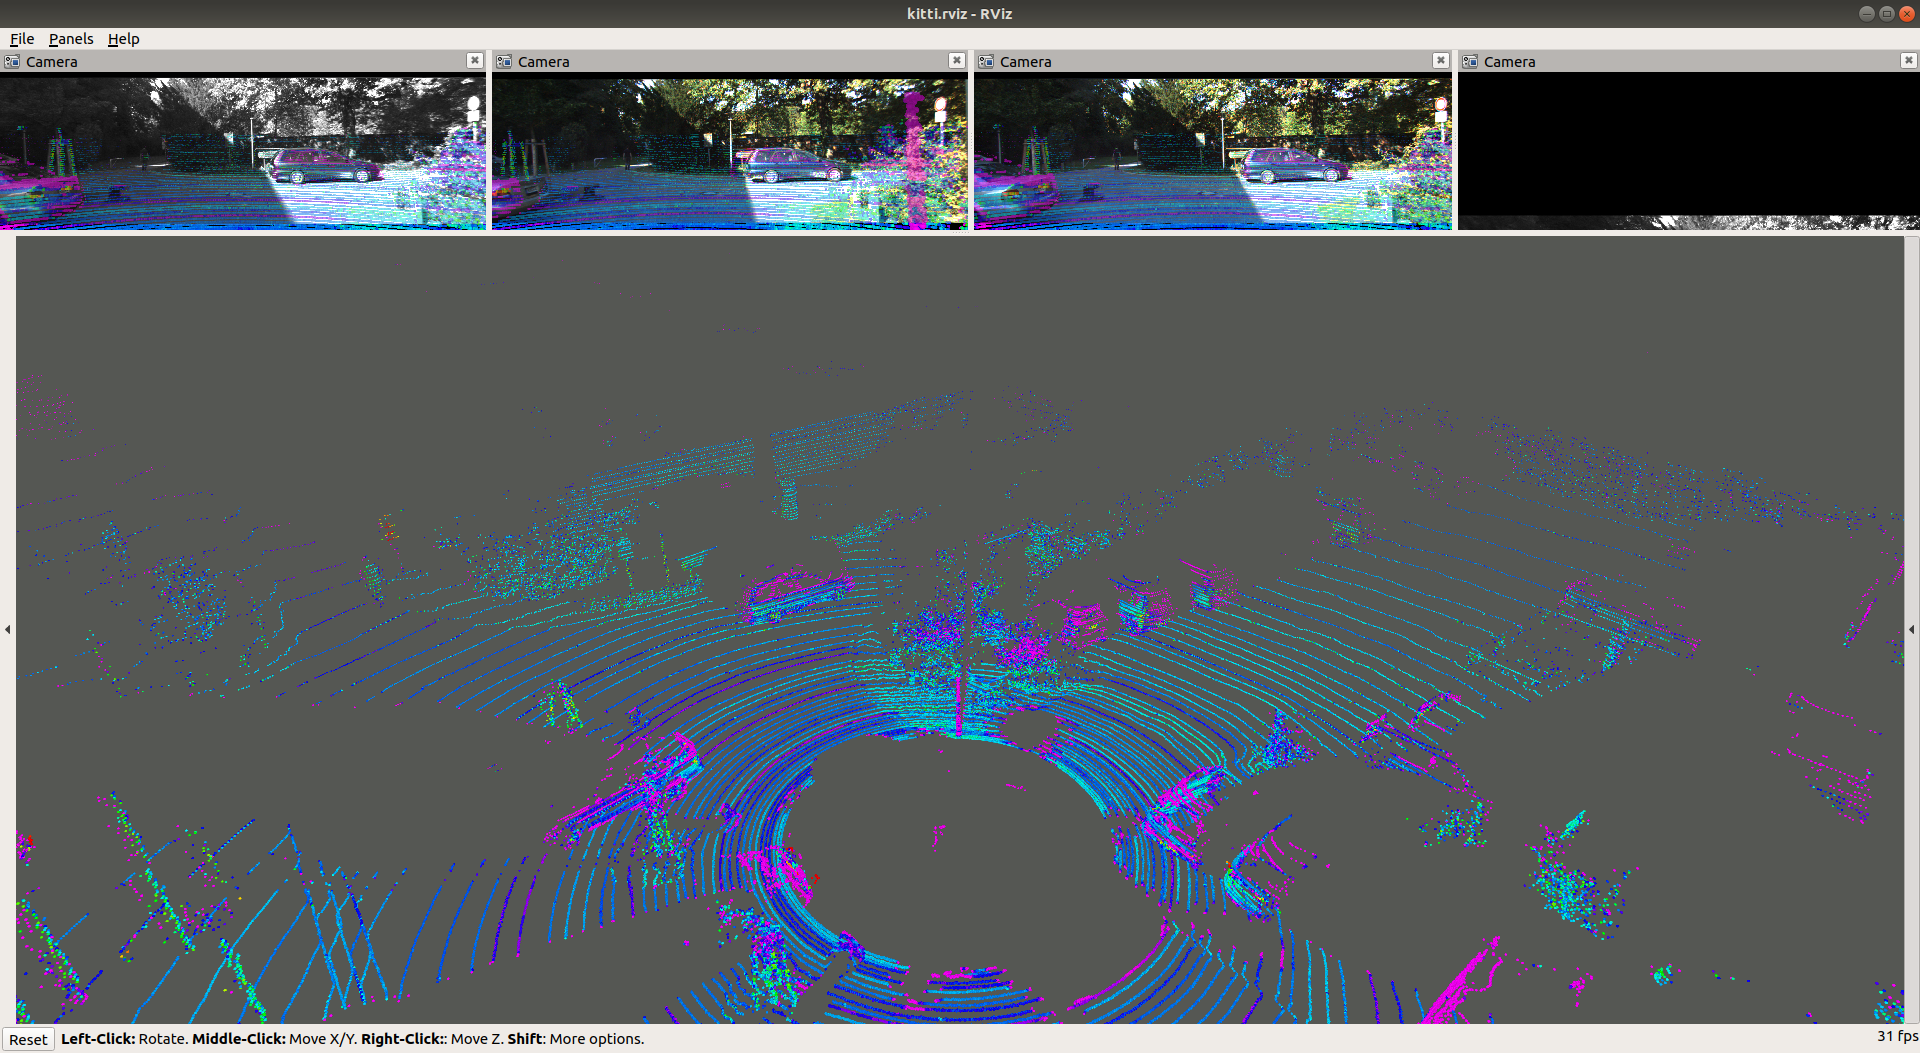 kitti.rviz - RViz
File Panels Help
Camera
Camera
Camera
Camera
Reset Left-Click: Rotate. Middle-Click: Move X/Y. Right-Click:: Move Z. Shift: More options.
31 fps